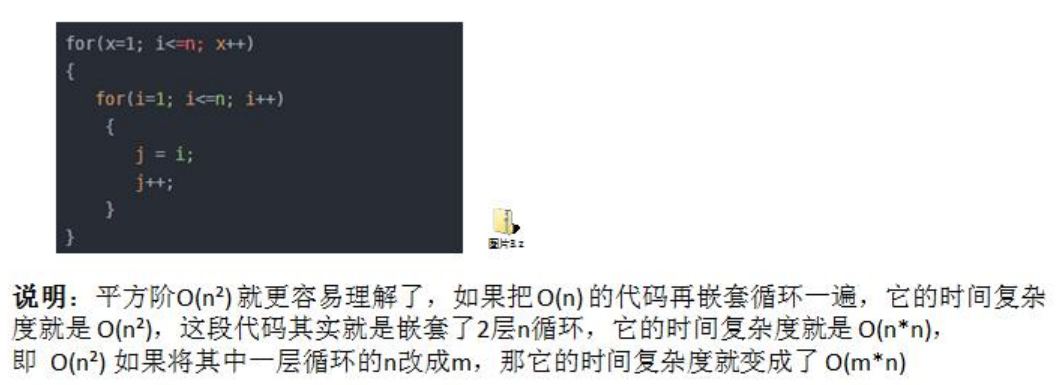 for(x=1; i<=n; x++)
{
for(i=1; i<=n; i++)
{
j = i;
j++;
}
}
图片3.z
说明：平方阶O(n²) 就更容易理解了，如果把O(n) 的代码再嵌套循环一遍，它的时间复杂
度就是 O(n²)，这段代码其实就是嵌套了2层n循环，它的时间复杂度就是 O(n*n)，
即 O(n²) 如果将其中一层循环的n改成m，那它的时间复杂度就变成了 O(m*n)